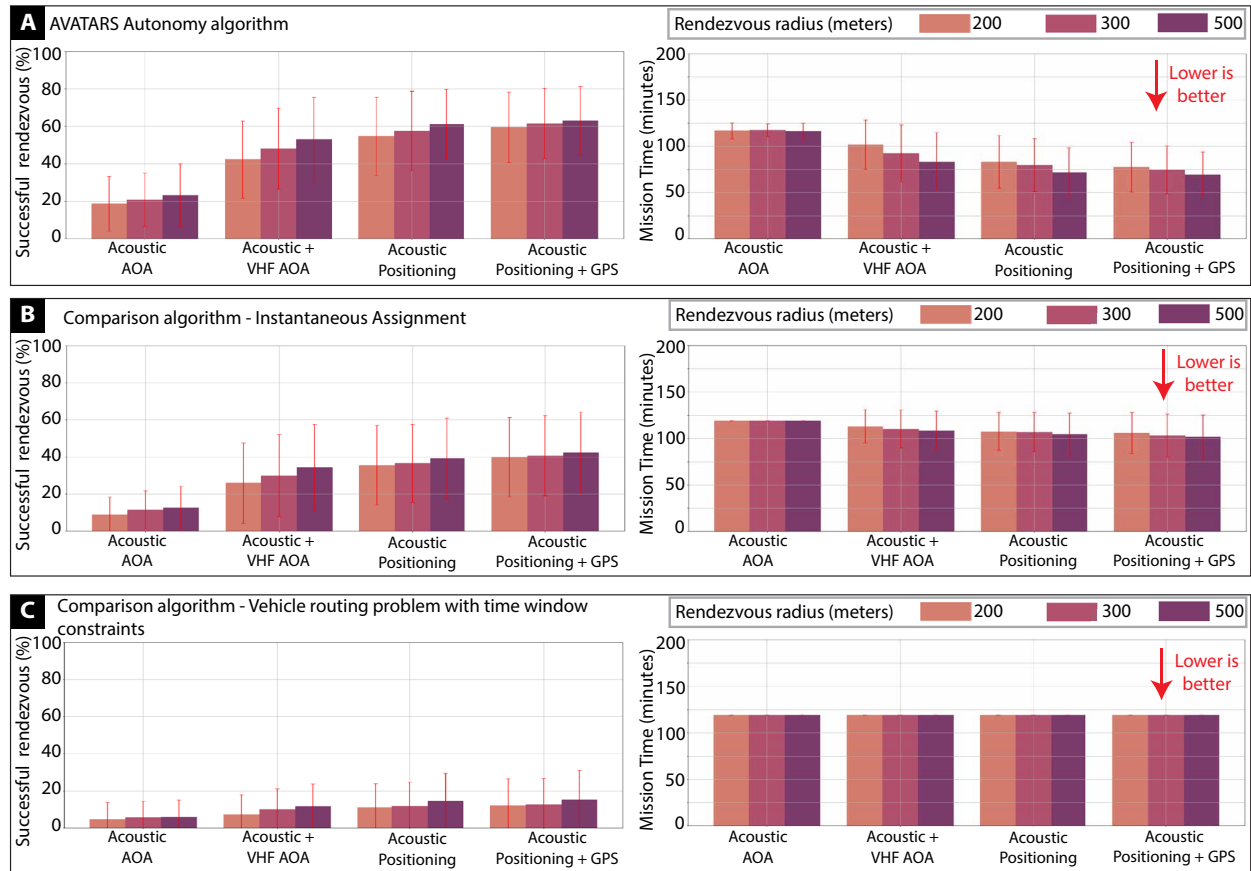 A AVATARS Autonomy algorithm
Rendezvous radius (meters) 200 300 500
Successful rendezvous (%)
100
80
60
40
20
0
Acoustic AOA
Acoustic + VHF AOA
Acoustic Positioning
Acoustic Positioning + GPS
Mission Time (minutes)
200
150
100
50
0
Lower is
better
Acoustic AOA
Acoustic + VHF AOA
Acoustic Positioning
Acoustic Positioning + GPS
B Comparison algorithm - Instantaneous Assignment
Rendezvous radius (meters) 200 300 500
Successful rendezvous (%)
100
80
60
40
20
0
Acoustic AOA
Acoustic + VHF AOA
Acoustic Positioning
Acoustic Positioning + GPS
Mission Time (minutes)
200
150
100
50
0
Lower is
better
Acoustic AOA
Acoustic + VHF AOA
Acoustic Positioning
Acoustic Positioning + GPS
C Comparison algorithm - Vehicle routing problem with time window
constraints
Rendezvous radius (meters) 200 300 500
Successful rendezvous (%)
100
80
60
40
20
0
Acoustic AOA
Acoustic + VHF AOA
Acoustic Positioning
Acoustic Positioning + GPS
Mission Time (minutes)
200
150
100
50
0
Lower is
better
Acoustic AOA
Acoustic + VHF AOA
Acoustic Positioning
Acoustic Positioning + GPS